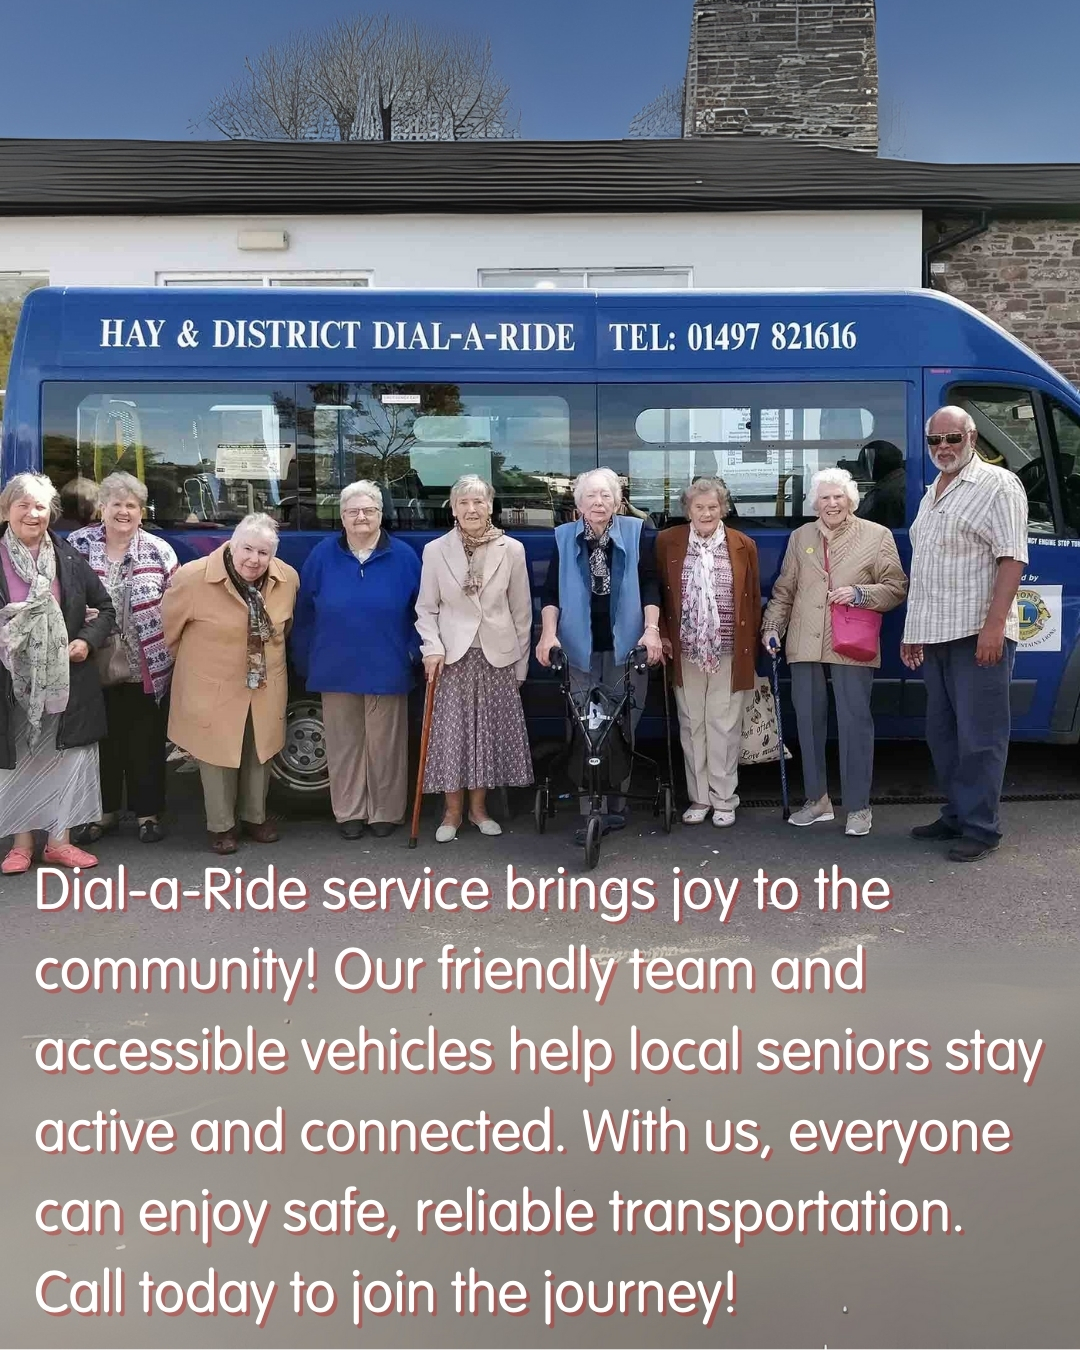 HAY & DISTRICT DIAL-A-RIDE TEL: 01497 821616
Dial-a-Ride service brings joy to the
community! Our friendly team and
accessible vehicles help local seniors stay
active and connected. With us, everyone
can enjoy safe, reliable transportation.
Call today to join the journey!